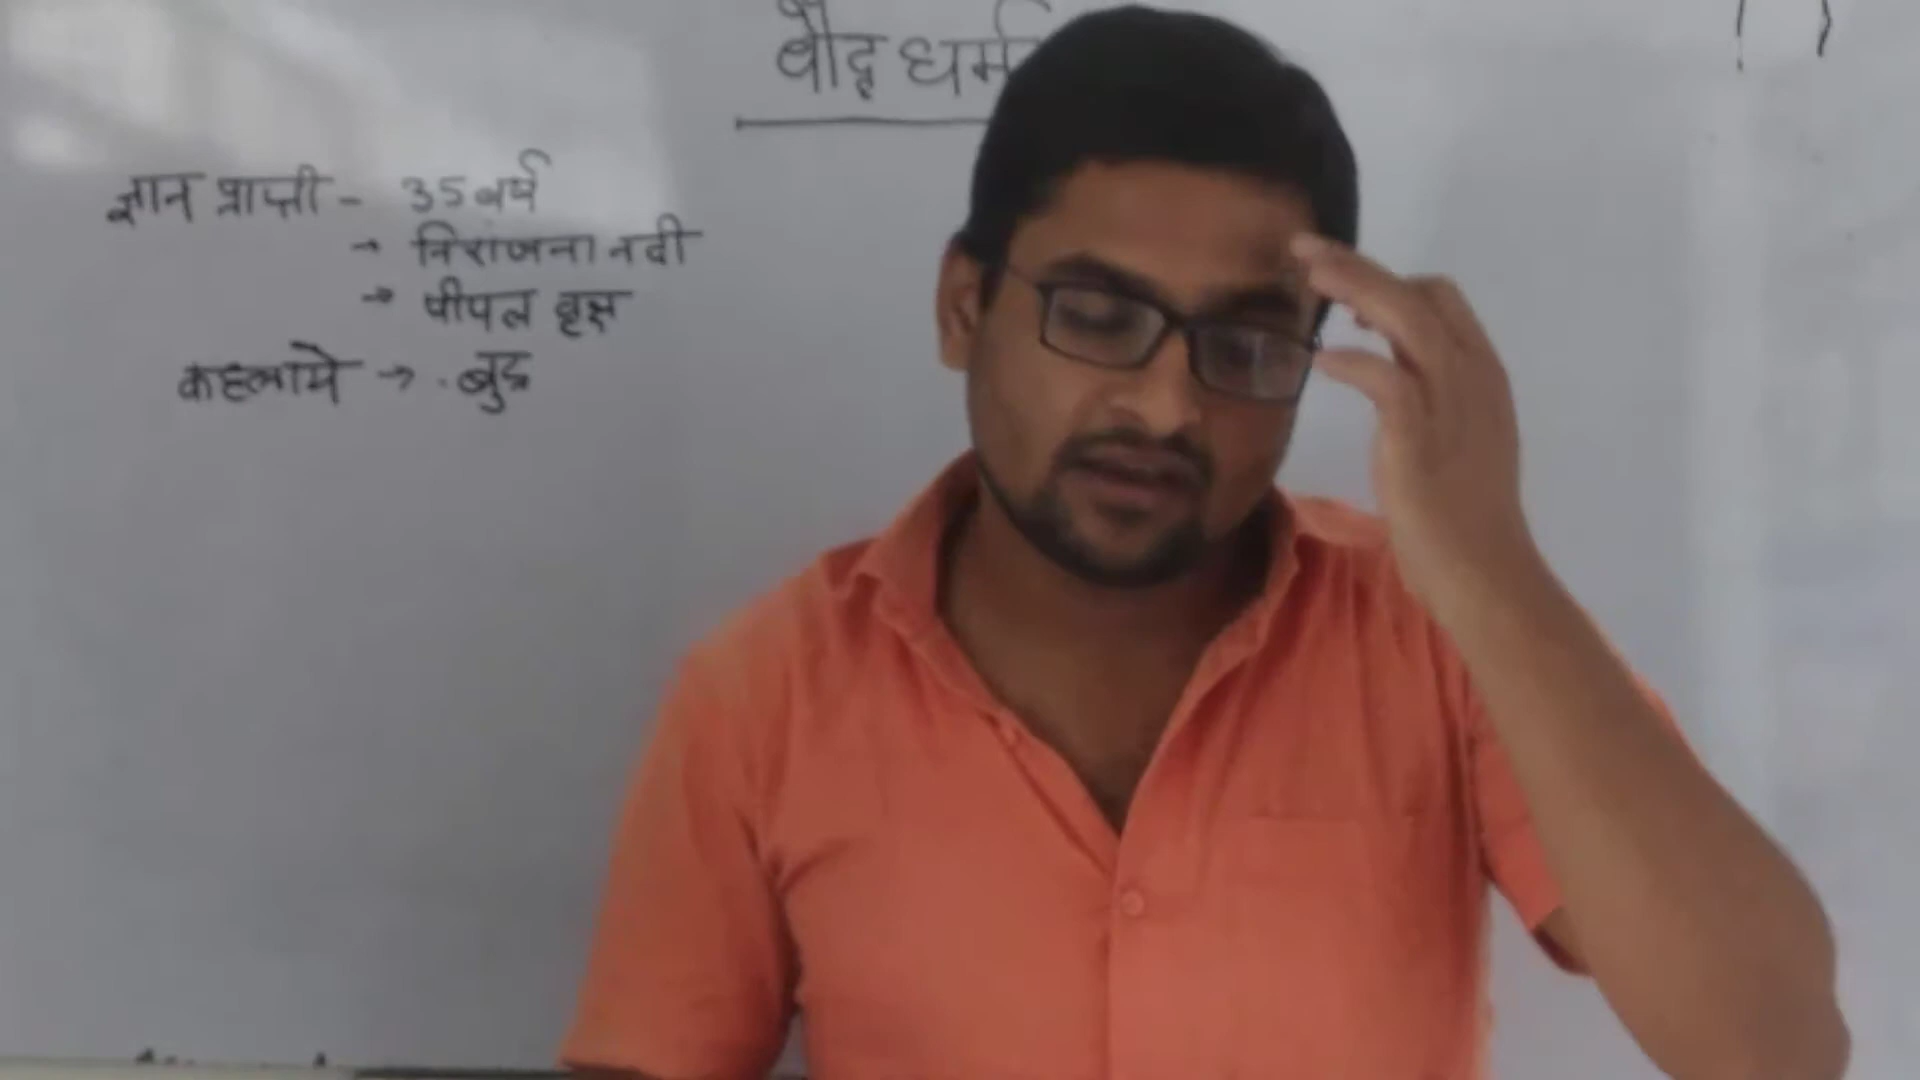 बौद्ध धर्म
ज्ञान प्राप्ती - 35 वर्ष
→ निरांजना नदी
→ पीपल वृक्ष
कहलाये → बुद्ध